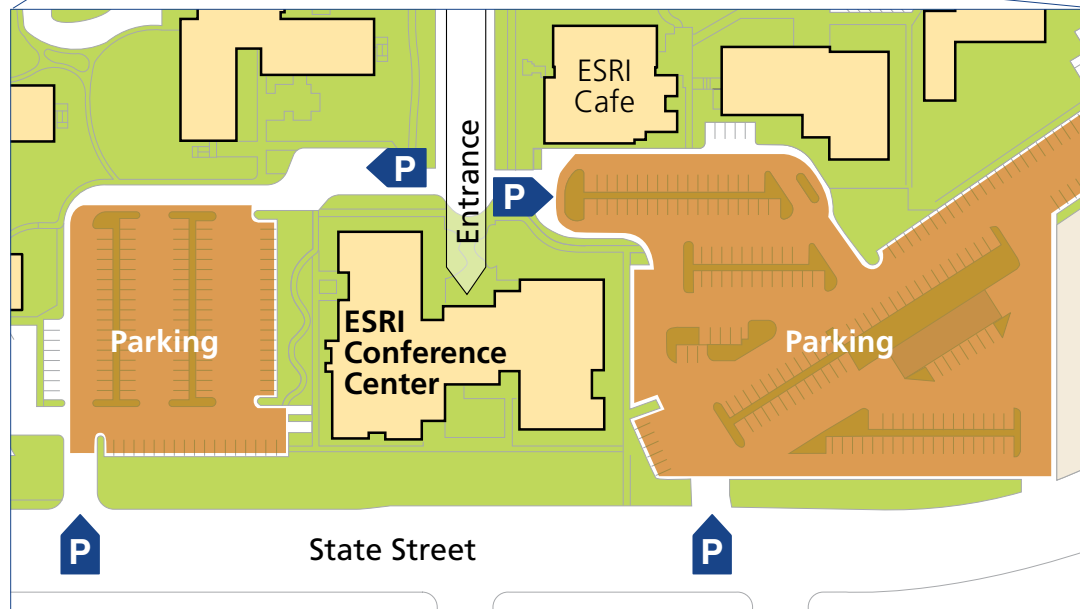 ESRI
Cafe
P
P
Entrance
Parking
ESRI
Conference
Center
Parking
P
State Street
P